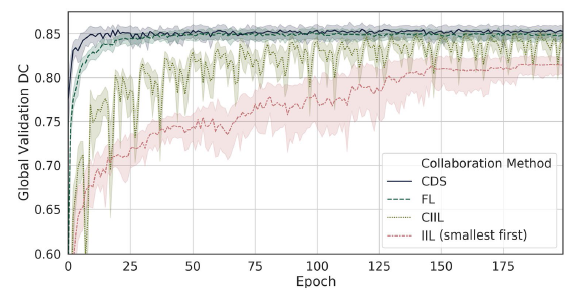 Global Validation DC
0.85
0.80
0.75
0.70
0.65
0.60
0 25 50 75 100 125 150 175
Epoch
Collaboration Method
CDS
FL
CIIL
IIL (smallest first)